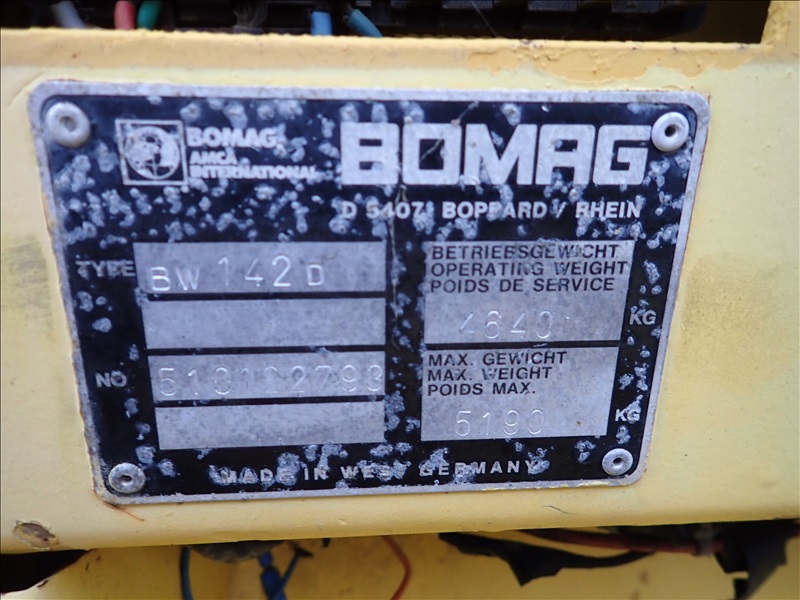 BOMAG
AMCA
INTERNATIONAL
BOMAG
D 5407 BOPPARD / RHEIN
TYPE BW 142 D
BETRIEBSGEWICHT
OPERATING WEIGHT
POIDS DE SERVICE
4640 KG
NO
MAX. GEWICHT
MAX. WEIGHT
POIDS MAX.
5190 KG
MADE IN WEST GERMANY